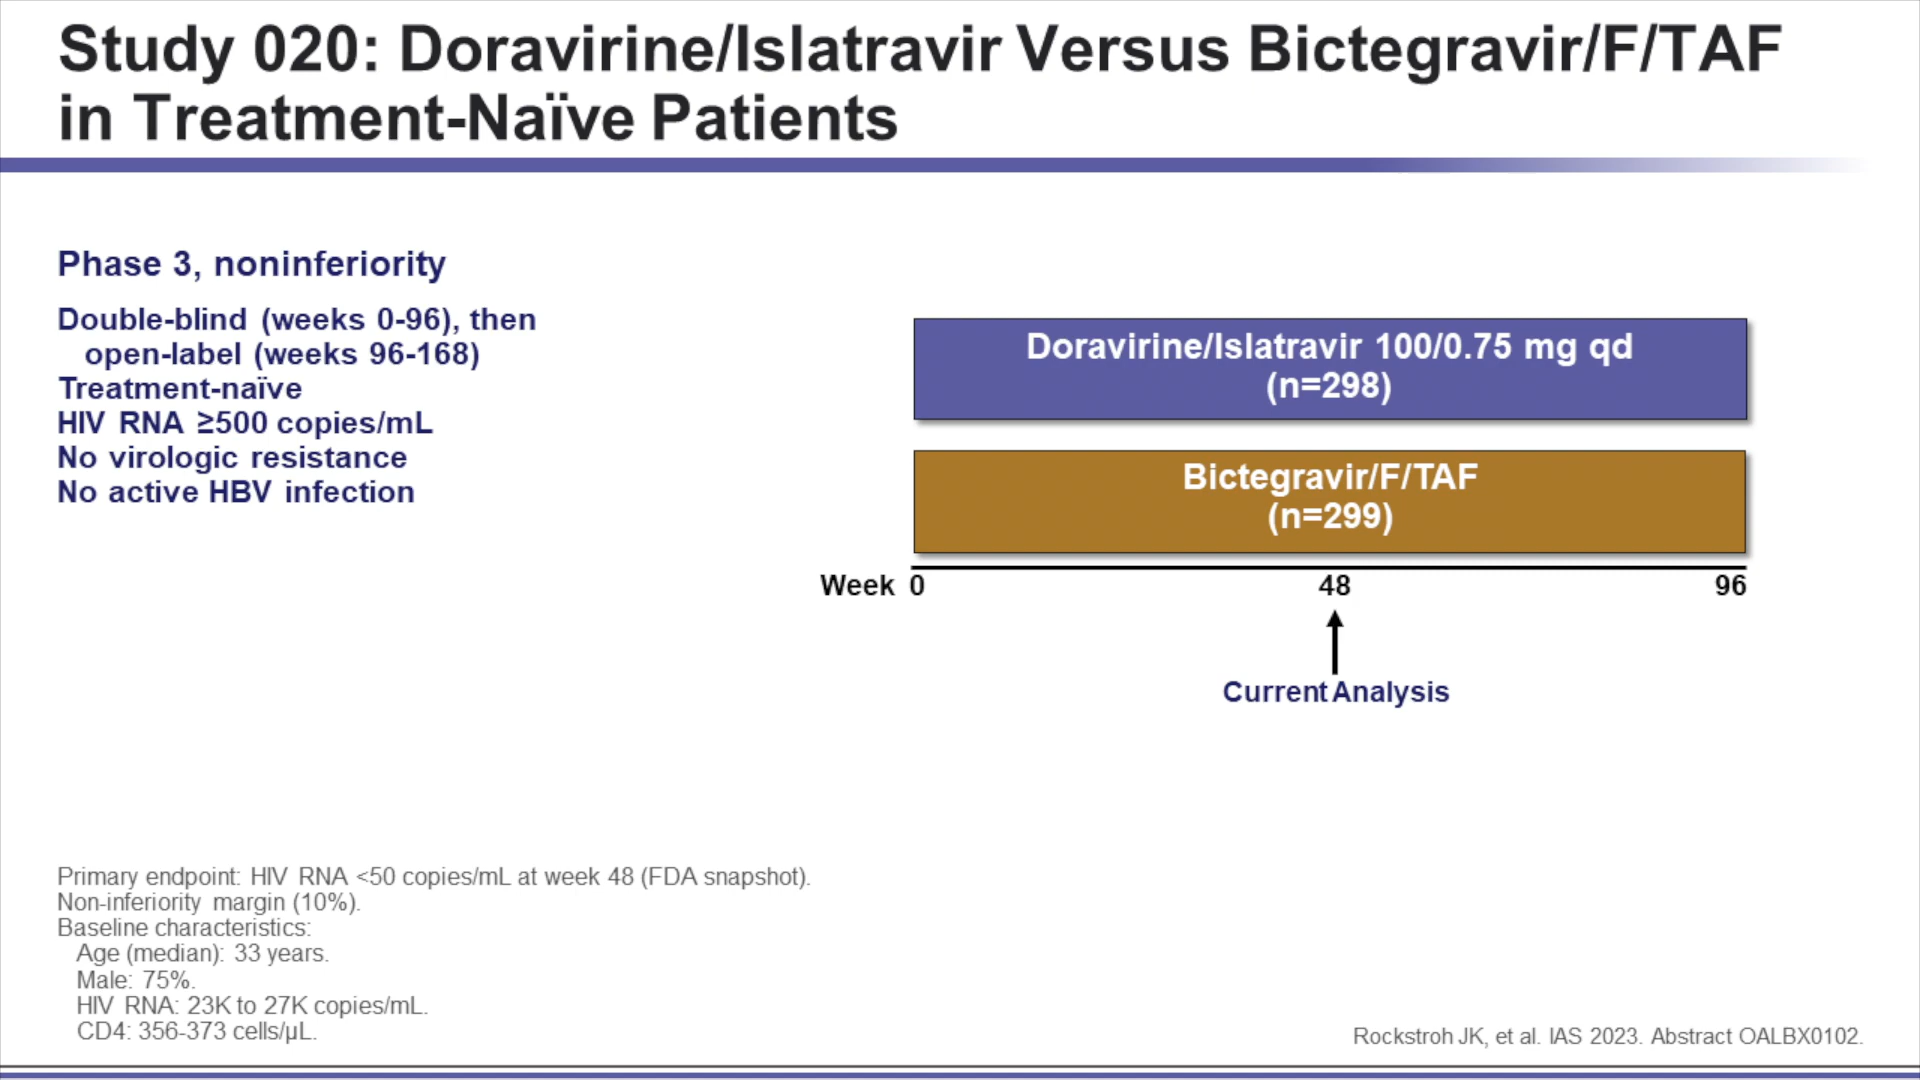 Study 020: Doravirine/Islatravir Versus Bictegravir/F/TAF
in Treatment-Naïve Patients
Phase 3, noninferiority
Double-blind (weeks 0-96), then
open-label (weeks 96-168)
Treatment-naïve
HIV RNA ≥500 copies/mL
No virologic resistance
No active HBV infection
Doravirine/Islatravir 100/0.75 mg qd
(n=298)
Bictegravir/F/TAF
(n=299)
Week 0 48 96
Current Analysis
Primary endpoint: HIV RNA <50 copies/mL at week 48 (FDA snapshot).
Non-inferiority margin (10%).
Baseline characteristics:
Age (median): 33 years.
Male: 75%.
HIV RNA: 23K to 27K copies/mL.
CD4: 356-373 cells/µL.
Rockstroh JK, et al. IAS 2023. Abstract OALBX0102.